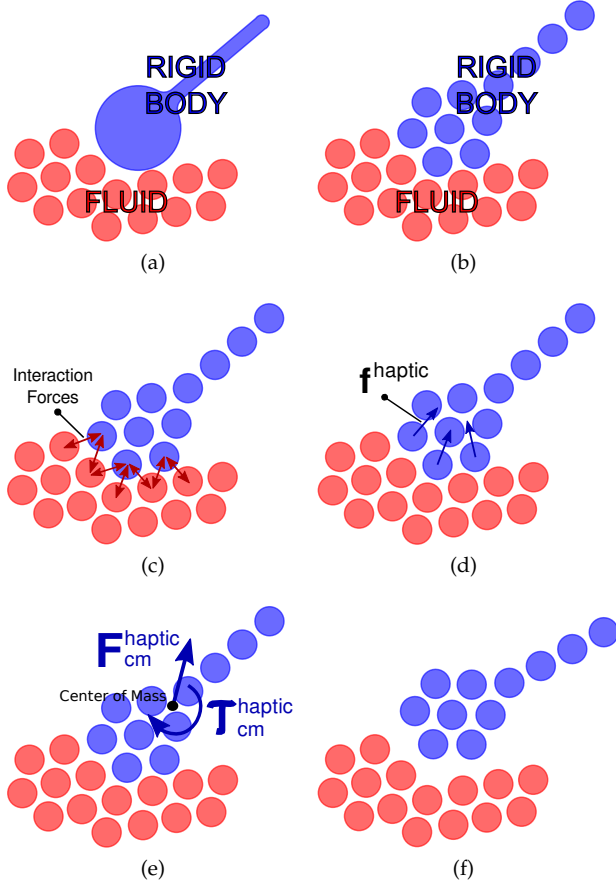 RIGID
BODY
FLUID
(a)
RIGID
BODY
FLUID
(b)
Interaction
Forces
(c)
f haptic
(d)
F haptic cm
Center of Mass
T haptic cm
(e)
(f)